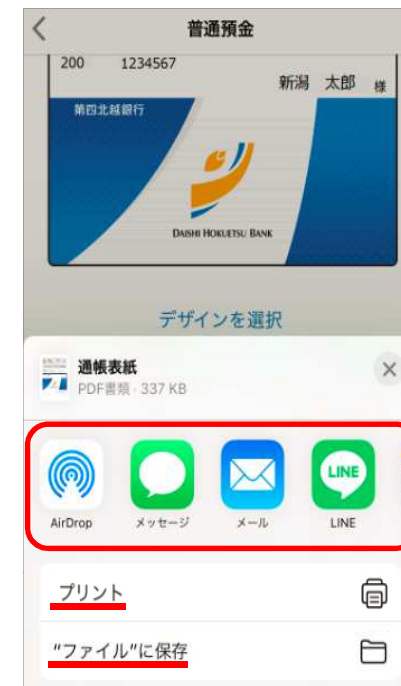 普通預金
200 1234567
新潟 太郎 様
第四北越銀行
DAISHI HOKUETSU BANK
デザインを選択
通帳表紙
PDF書類・337 KB
LINE
AirDrop メッセージ メール LINE
プリント
"ファイル"に保存